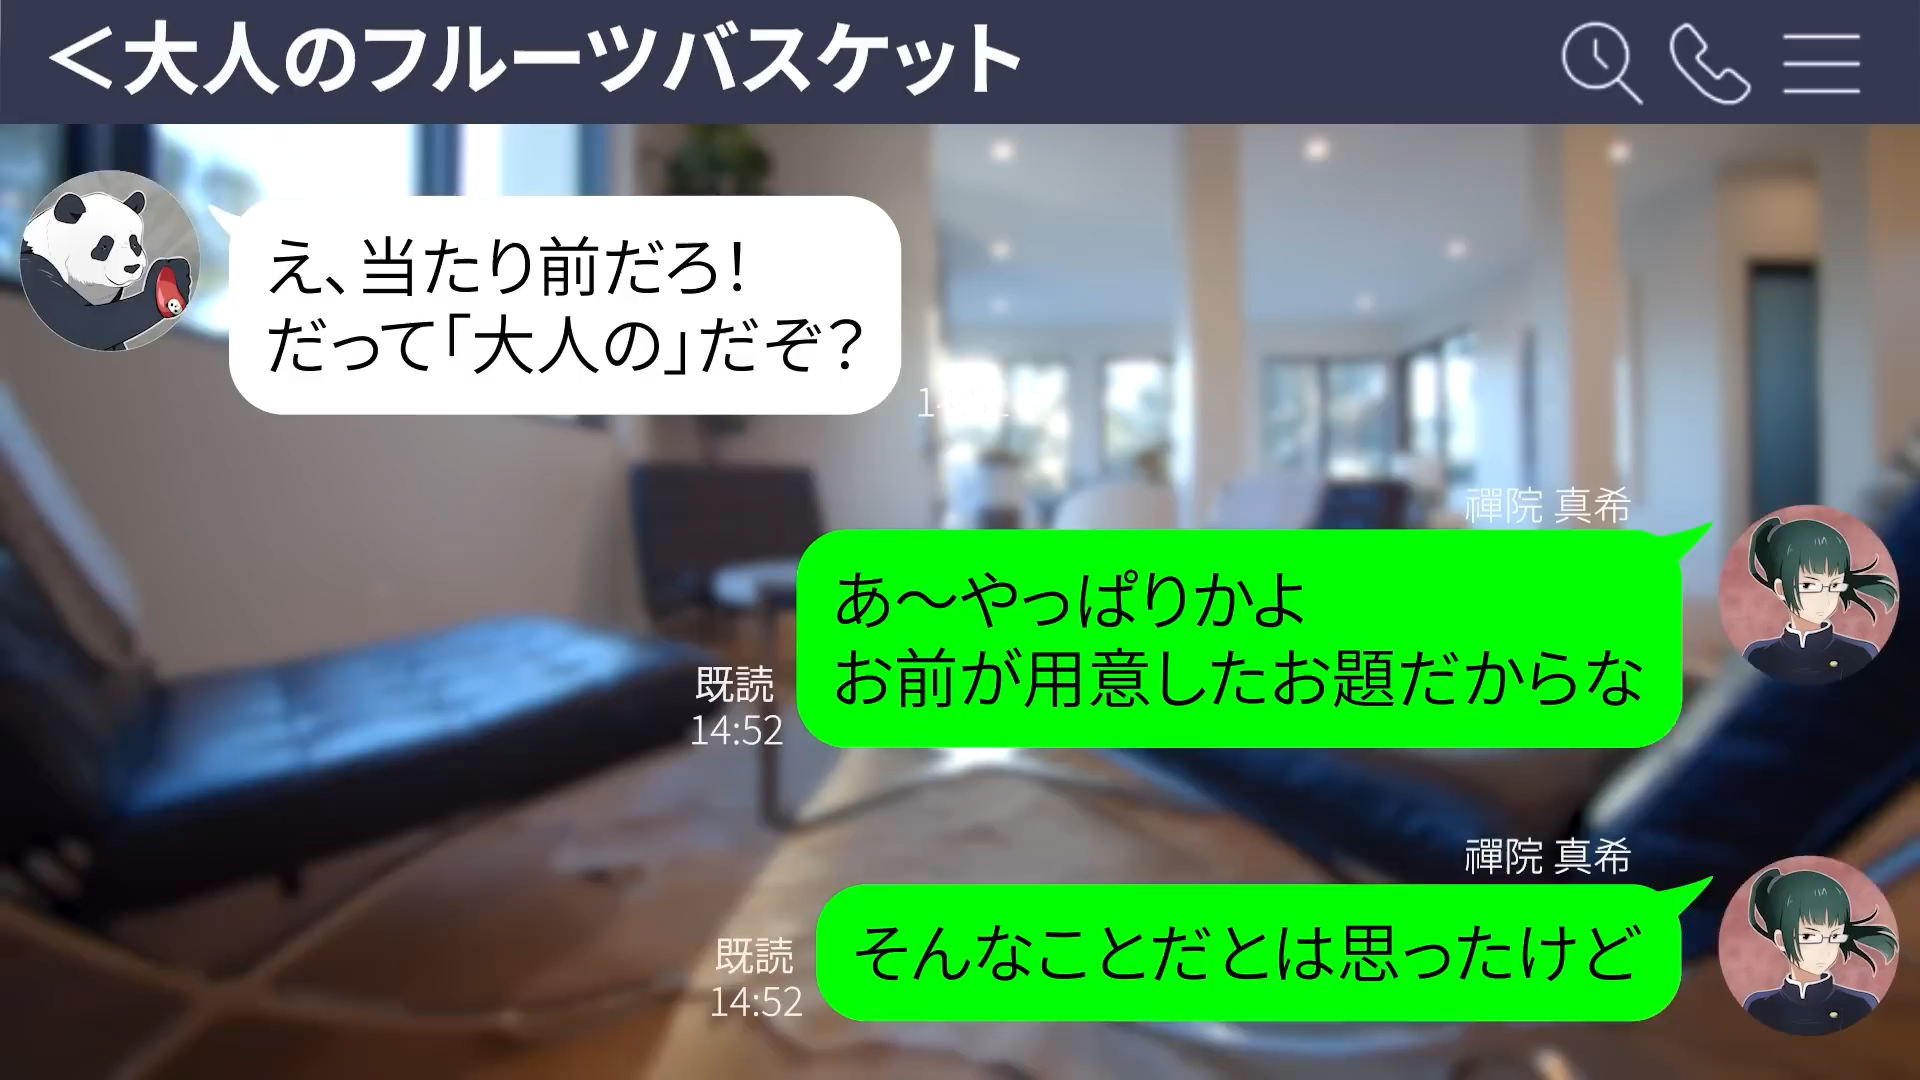 <大人のフルーツバスケット
え、当たり前だろ!
だって「大人の」だぞ?
禪院 真希
あ〜やっぱりかよ
お前が用意したお題だからな
既読
14:52
禪院 真希
そんなことだとは思ったけど
既読
14:52